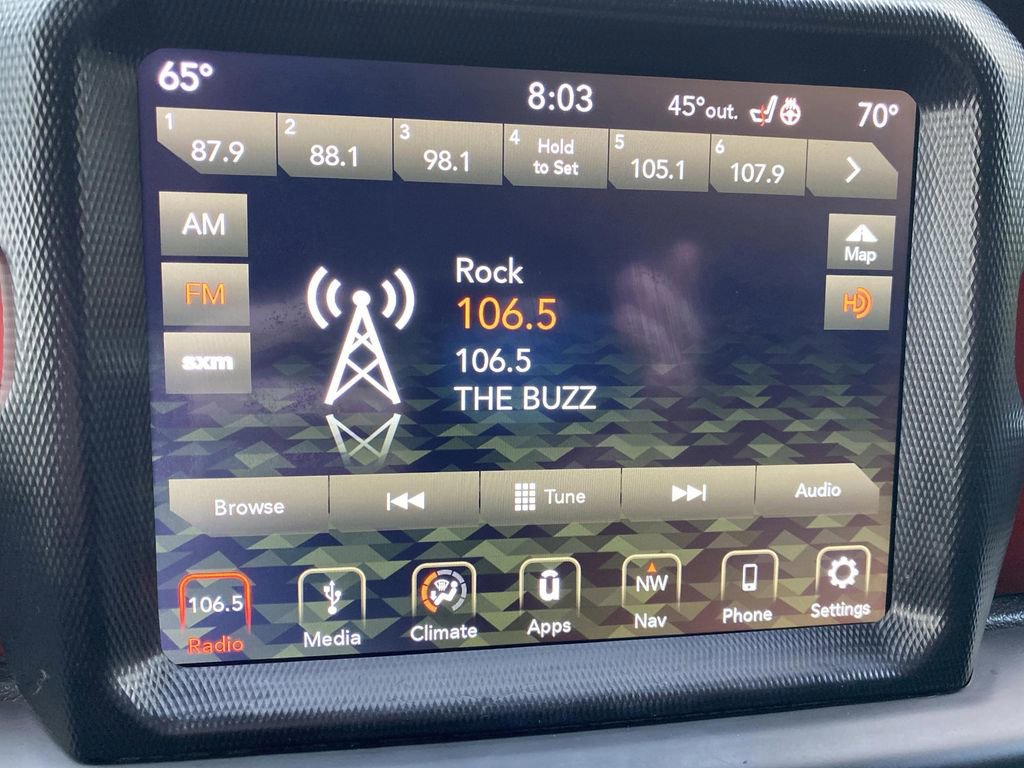 65° 8:03 45°out. 70°
1 87.9 2 88.1 3 98.1 4 Hold to Set 5 105.1 6 107.9
AM
FM
sxm
Rock
106.5
106.5
THE BUZZ
Map
HD
Browse Tune Audio
106.5 NW
Radio Media Climate Apps Nav Phone Settings